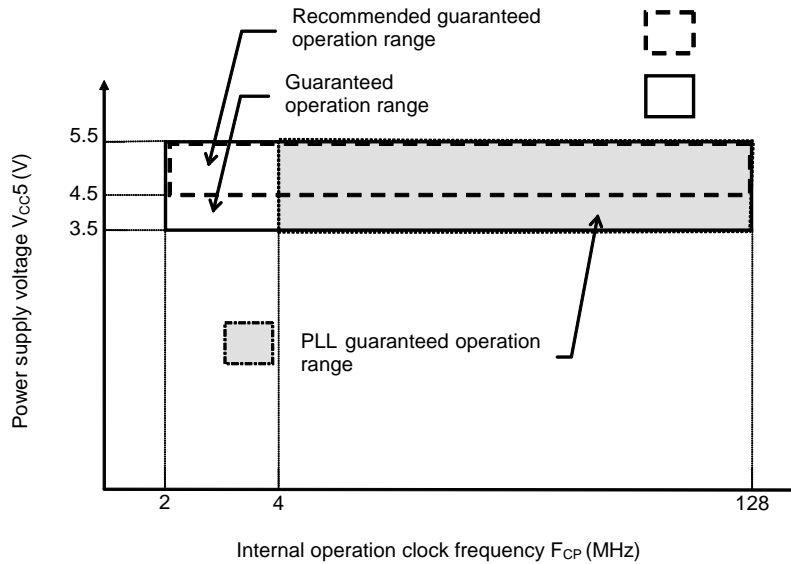 Recommended guaranteed
operation range
Guaranteed
operation range
Power supply voltage VCC5 (V)
5.5
4.5
3.5
PLL guaranteed operation
range
2
4
128
Internal operation clock frequency FCP (MHz)